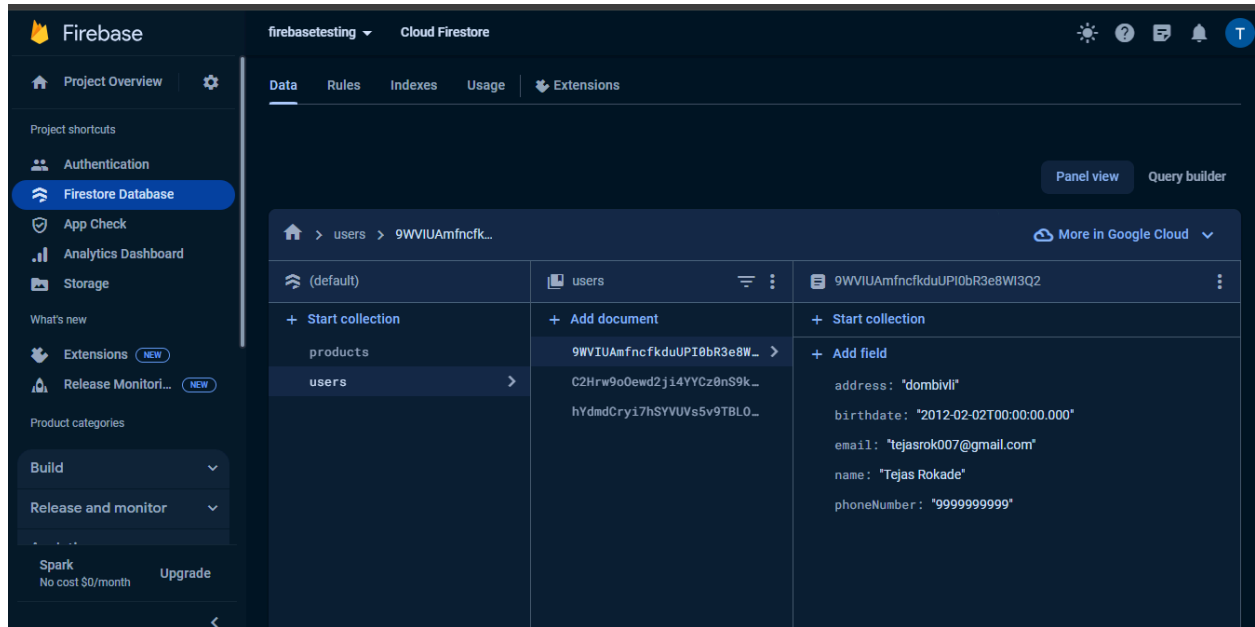 Firebase
firebasetesting
Cloud Firestore
T
Project Overview
Data Rules Indexes Usage Extensions
Project shortcuts
Authentication
Firestore Database
App Check
Analytics Dashboard
Storage
What's new
Extensions NEW
Release Monitori... NEW
Product categories
Build
Release and monitor
Spark
No cost $0/month
Upgrade
Panel view Query builder
users > 9WVIUAmfncfk...
More in Google Cloud
(default)
+ Start collection
products
users
users
+ Add document
9WVIUAmfncfkduUPI0bR3e8W…
C2Hrw9oOewd2ji4YYCz0nS9k…
hYdmdCryi7hSYVUVs5v9TBLO…
9WVIUAmfncfkduUPI0bR3e8WI3Q2
+ Start collection
+ Add field
address: "dombivli"
birthdate: "2012-02-02T00:00:00.000"
email: "tejasrok007@gmail.com"
name: "Tejas Rokade"
phoneNumber: "9999999999"